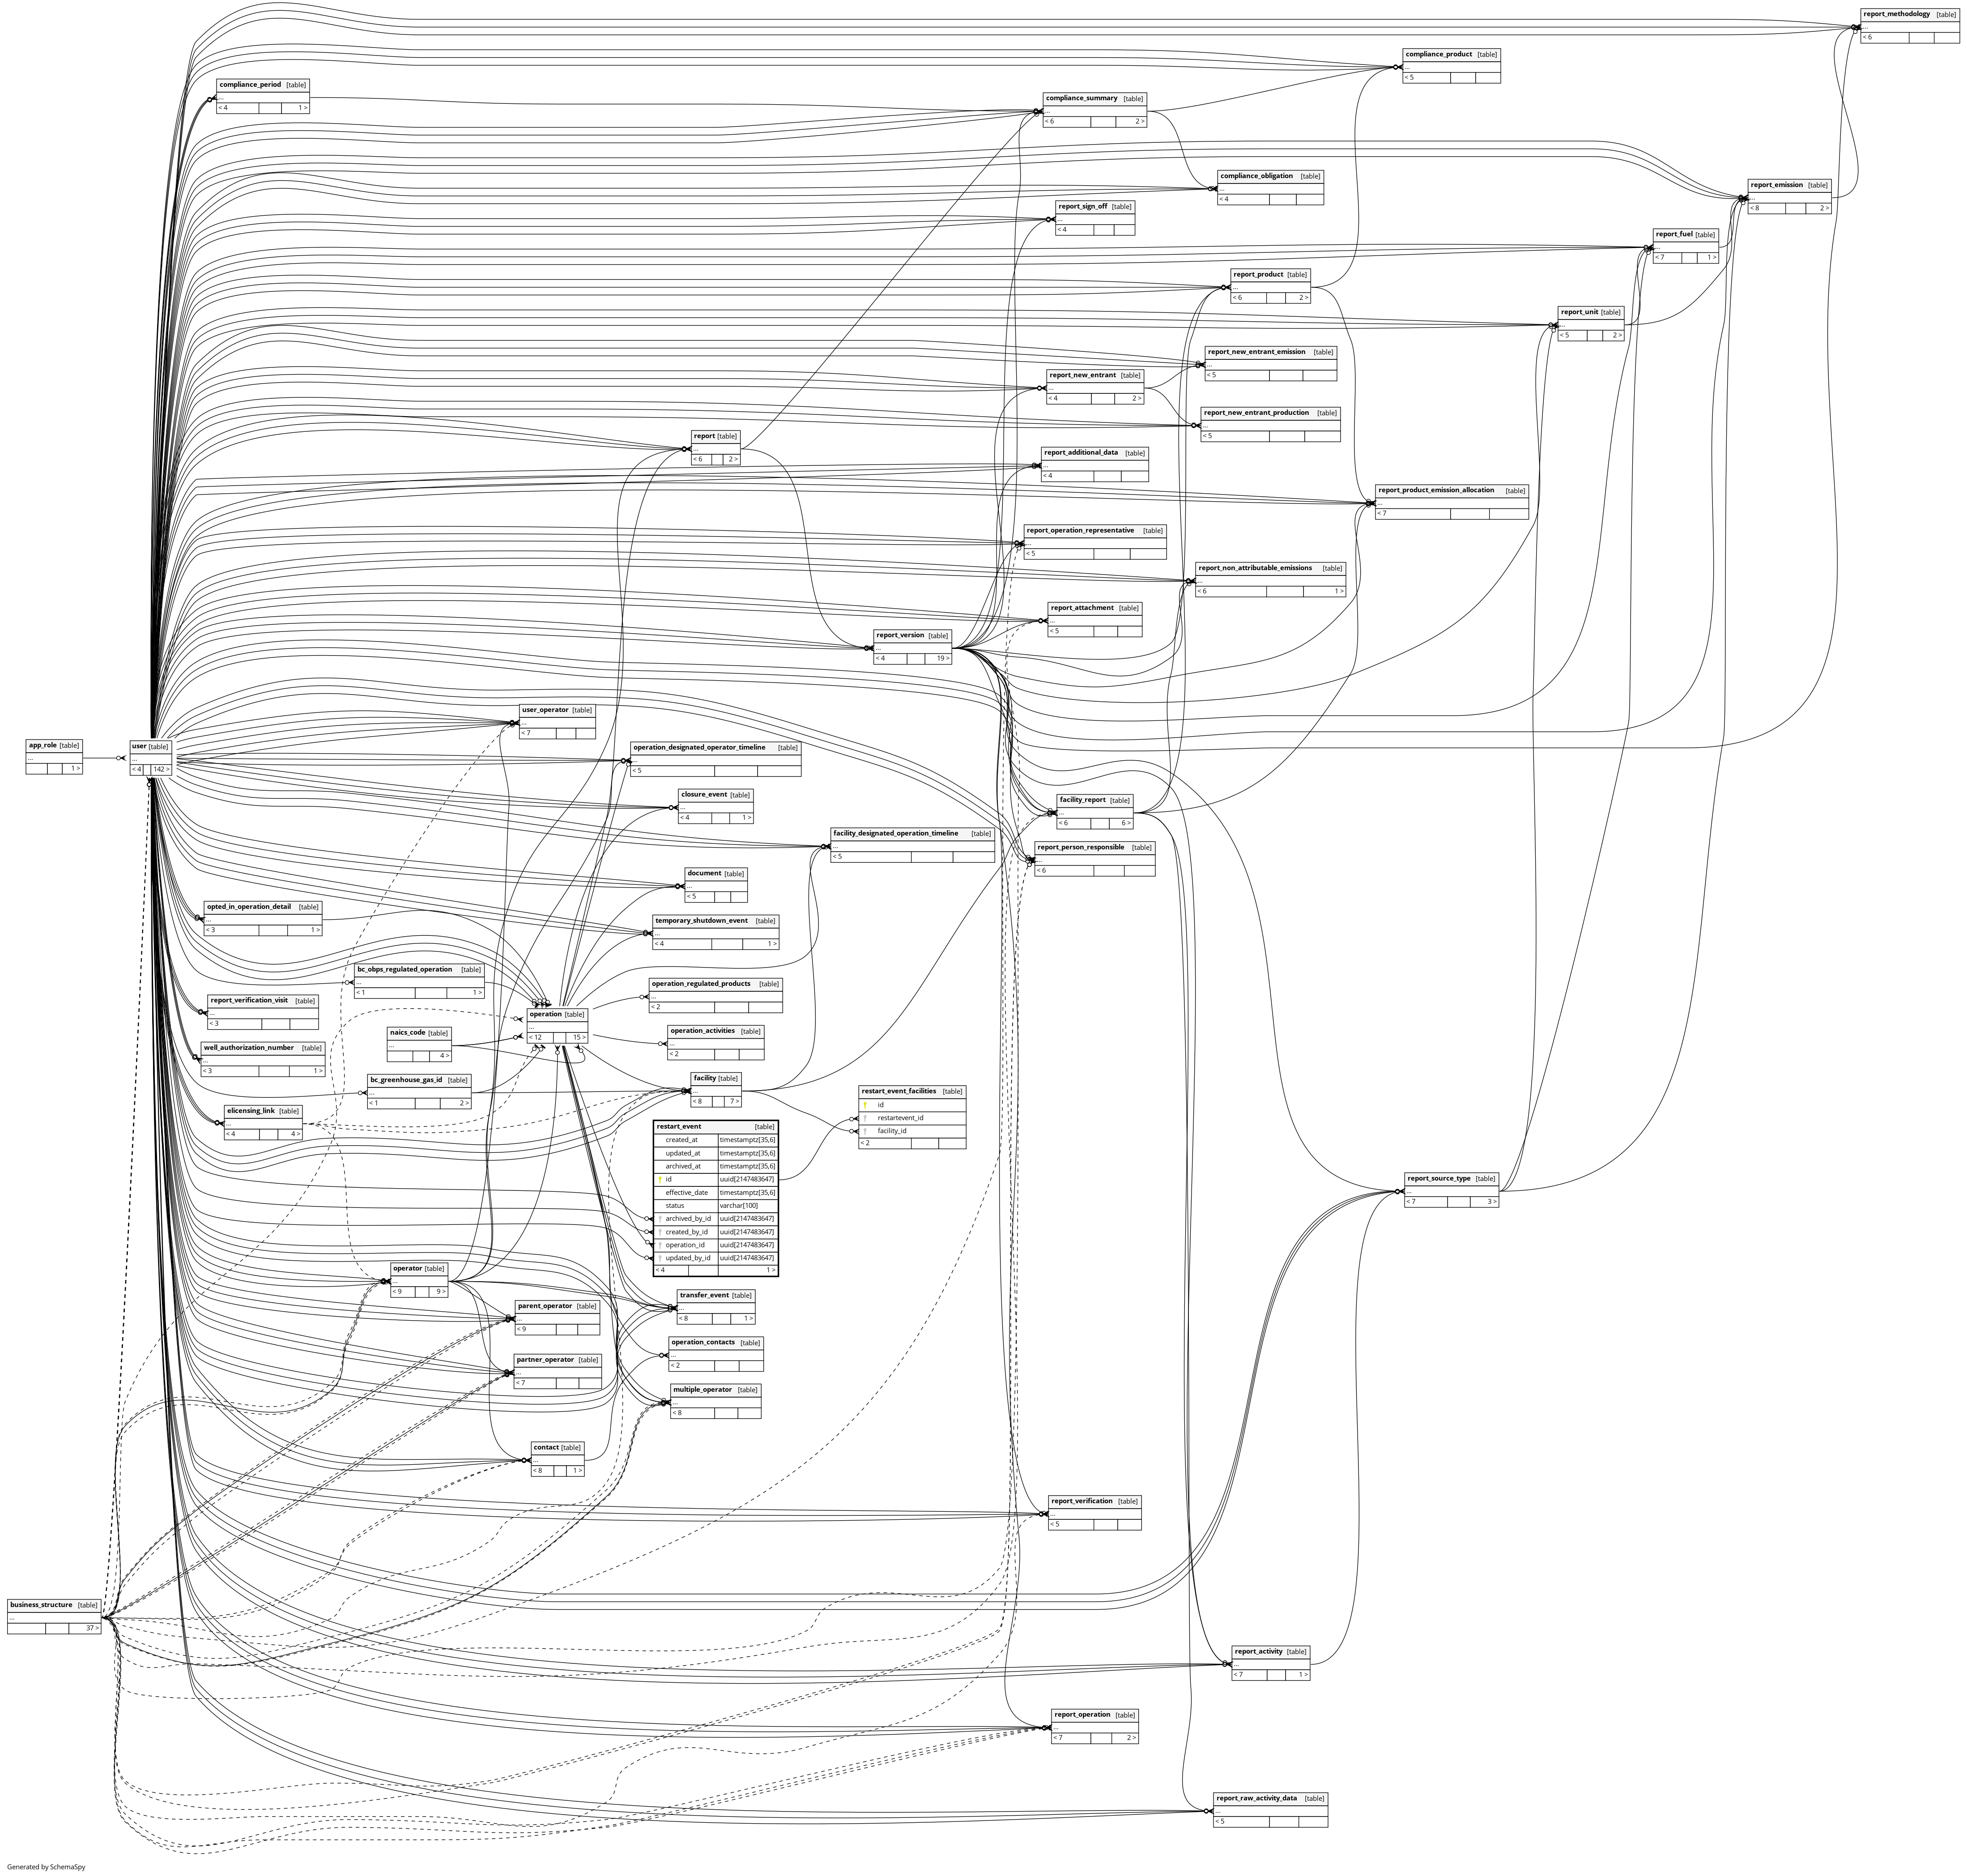 report_methodology [table]
...
< 6
compliance_product [table]
...
< 5
compliance_period [table]
...
< 4 1 >
compliance_summary [table]
...
< 6 2 >
compliance_obligation [table]
...
< 4
report_emission [table]
...
< 8 2 >
report_sign_off [table]
...
< 4
report_fuel [table]
...
< 7 1 >
report_product [table]
...
< 6 2 >
report_unit [table]
...
< 5 2 >
report_new_entrant_emission [table]
...
< 5
report_new_entrant [table]
...
< 4 2 >
report_new_entrant_production [table]
...
< 5
report [table]
...
< 6 2 >
report_additional_data [table]
...
< 4
report_product_emission_allocation [table]
...
< 7
report_operation_representative [table]
...
< 5
report_non_attributable_emissions [table]
...
< 6 1 >
report_attachment [table]
...
< 5
report_version [table]
...
< 4 19 >
user_operator [table]
...
< 7
app_role [table]
...
1 >
user [table]
...
< 4 142 >
operation_designated_operator_timeline [table]
...
< 5
closure_event [table]
...
< 4 1 >
facility_report [table]
...
< 6 6 >
facility_designated_operation_timeline [table]
...
< 5
report_person_responsible [table]
...
< 6
document [table]
...
< 5
opted_in_operation_detail [table]
...
< 3 1 >
temporary_shutdown_event [table]
...
< 4 1 >
bc_obps_regulated_operation [table]
...
< 1 1 >
operation_regulated_products [table]
...
< 2
report_verification_visit [table]
...
< 3
operation [table]
...
< 12 15 >
naics_code [table]
...
4 >
operation_activities [table]
...
< 2
well_authorization_number [table]
...
< 3 1 >
bc_greenhouse_gas_id [table]
...
< 1 2 >
facility [table]
...
< 8 7 >
restart_event_facilities [table]
id
restartevent_id
facility_id
< 2
elicensing_link [table]
...
< 4 4 >
restart_event [table]
created_at timestamptz[35,6]
updated_at timestamptz[35,6]
archived_at timestamptz[35,6]
id uuid[2147483647]
effective_date timestamptz[35,6]
status varchar[100]
archived_by_id uuid[2147483647]
created_by_id uuid[2147483647]
operation_id uuid[2147483647]
updated_by_id uuid[2147483647]
< 4 1 >
report_source_type [table]
...
< 7 3 >
operator [table]
...
< 9 9 >
transfer_event [table]
...
< 8 1 >
parent_operator [table]
...
< 9
operation_contacts [table]
...
< 2
partner_operator [table]
...
< 7
multiple_operator [table]
...
< 8
contact [table]
...
< 8 1 >
report_verification [table]
...
< 5
business_structure [table]
...
37 >
report_activity [table]
...
< 7 1 >
report_operation [table]
...
< 7 2 >
report_raw_activity_data [table]
...
< 5
Generated by SchemaSpy